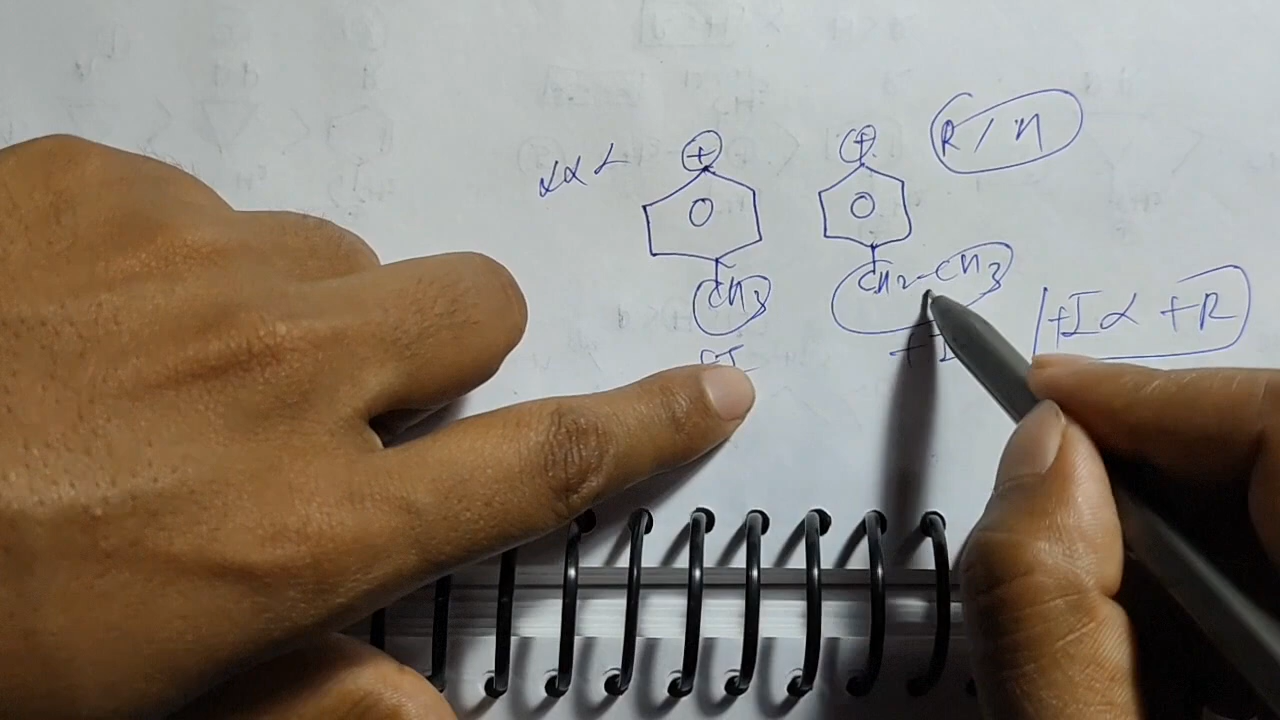 ⊕ ⊕ R / H
CH3 CH2-CH3
+I α +R
+I